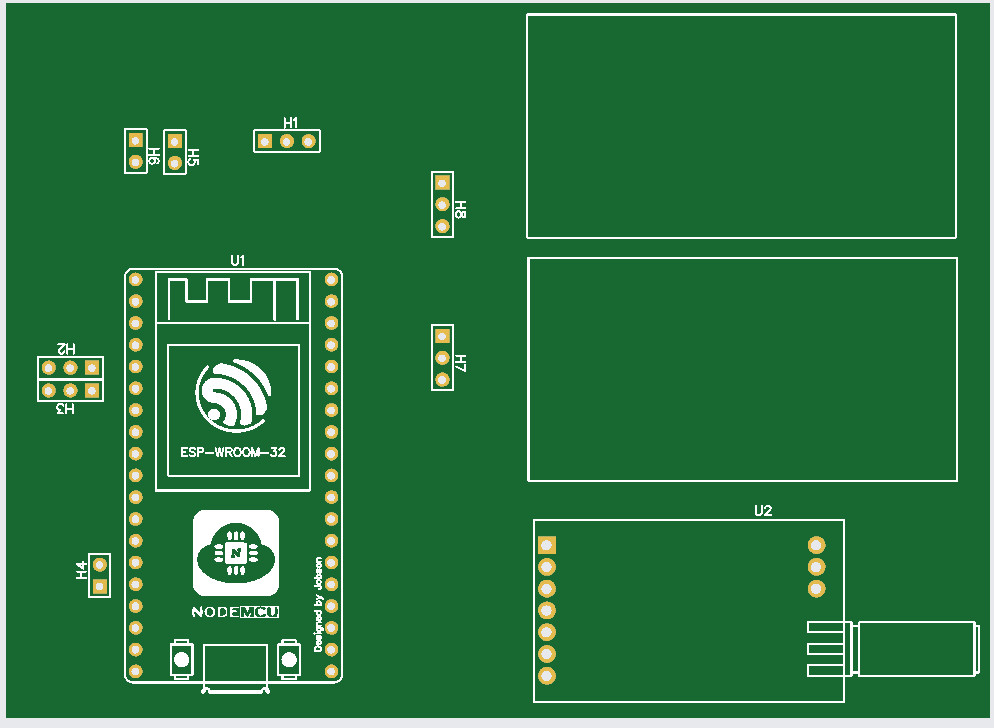 H1
H6
H5
H8
U1
H2
H7
H3
ESP-WROOM-32
N
U2
H4
Designed by Jobson
NODEMCU